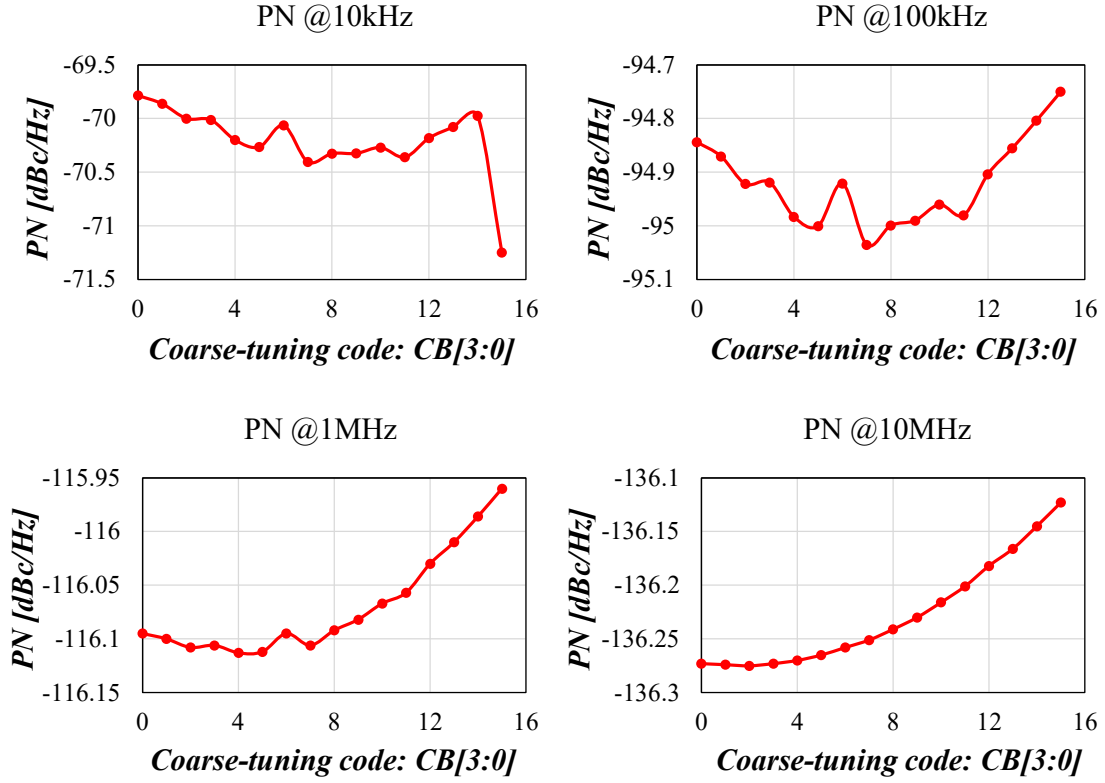 PN @10kHz
PN [dBc/Hz]
-69.5
-70
-70.5
-71
-71.5
0 4 8 12 16
Coarse-tuning code: CB[3:0]
PN @100kHz
PN [dBc/Hz]
-94.7
-94.8
-94.9
-95
-95.1
0 4 8 12 16
Coarse-tuning code: CB[3:0]
PN @1MHz
PN [dBc/Hz]
-115.95
-116
-116.05
-116.1
-116.15
0 4 8 12 16
Coarse-tuning code: CB[3:0]
PN @10MHz
PN [dBc/Hz]
-136.1
-136.15
-136.2
-136.25
-136.3
0 4 8 12 16
Coarse-tuning code: CB[3:0]